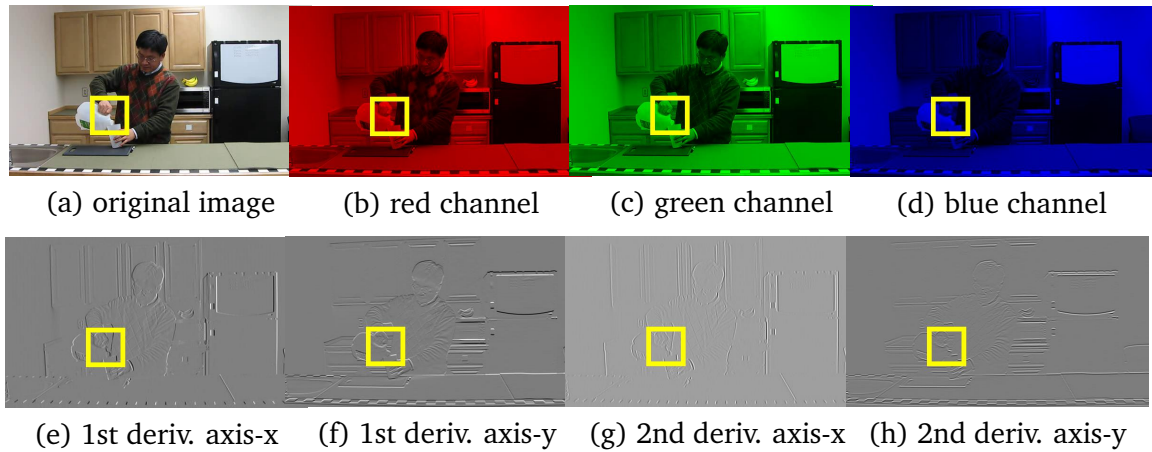 (a) original image
(b) red channel
(c) green channel
(d) blue channel
(e) 1st deriv. axis-x
(f) 1st deriv. axis-y
(g) 2nd deriv. axis-x
(h) 2nd deriv. axis-y